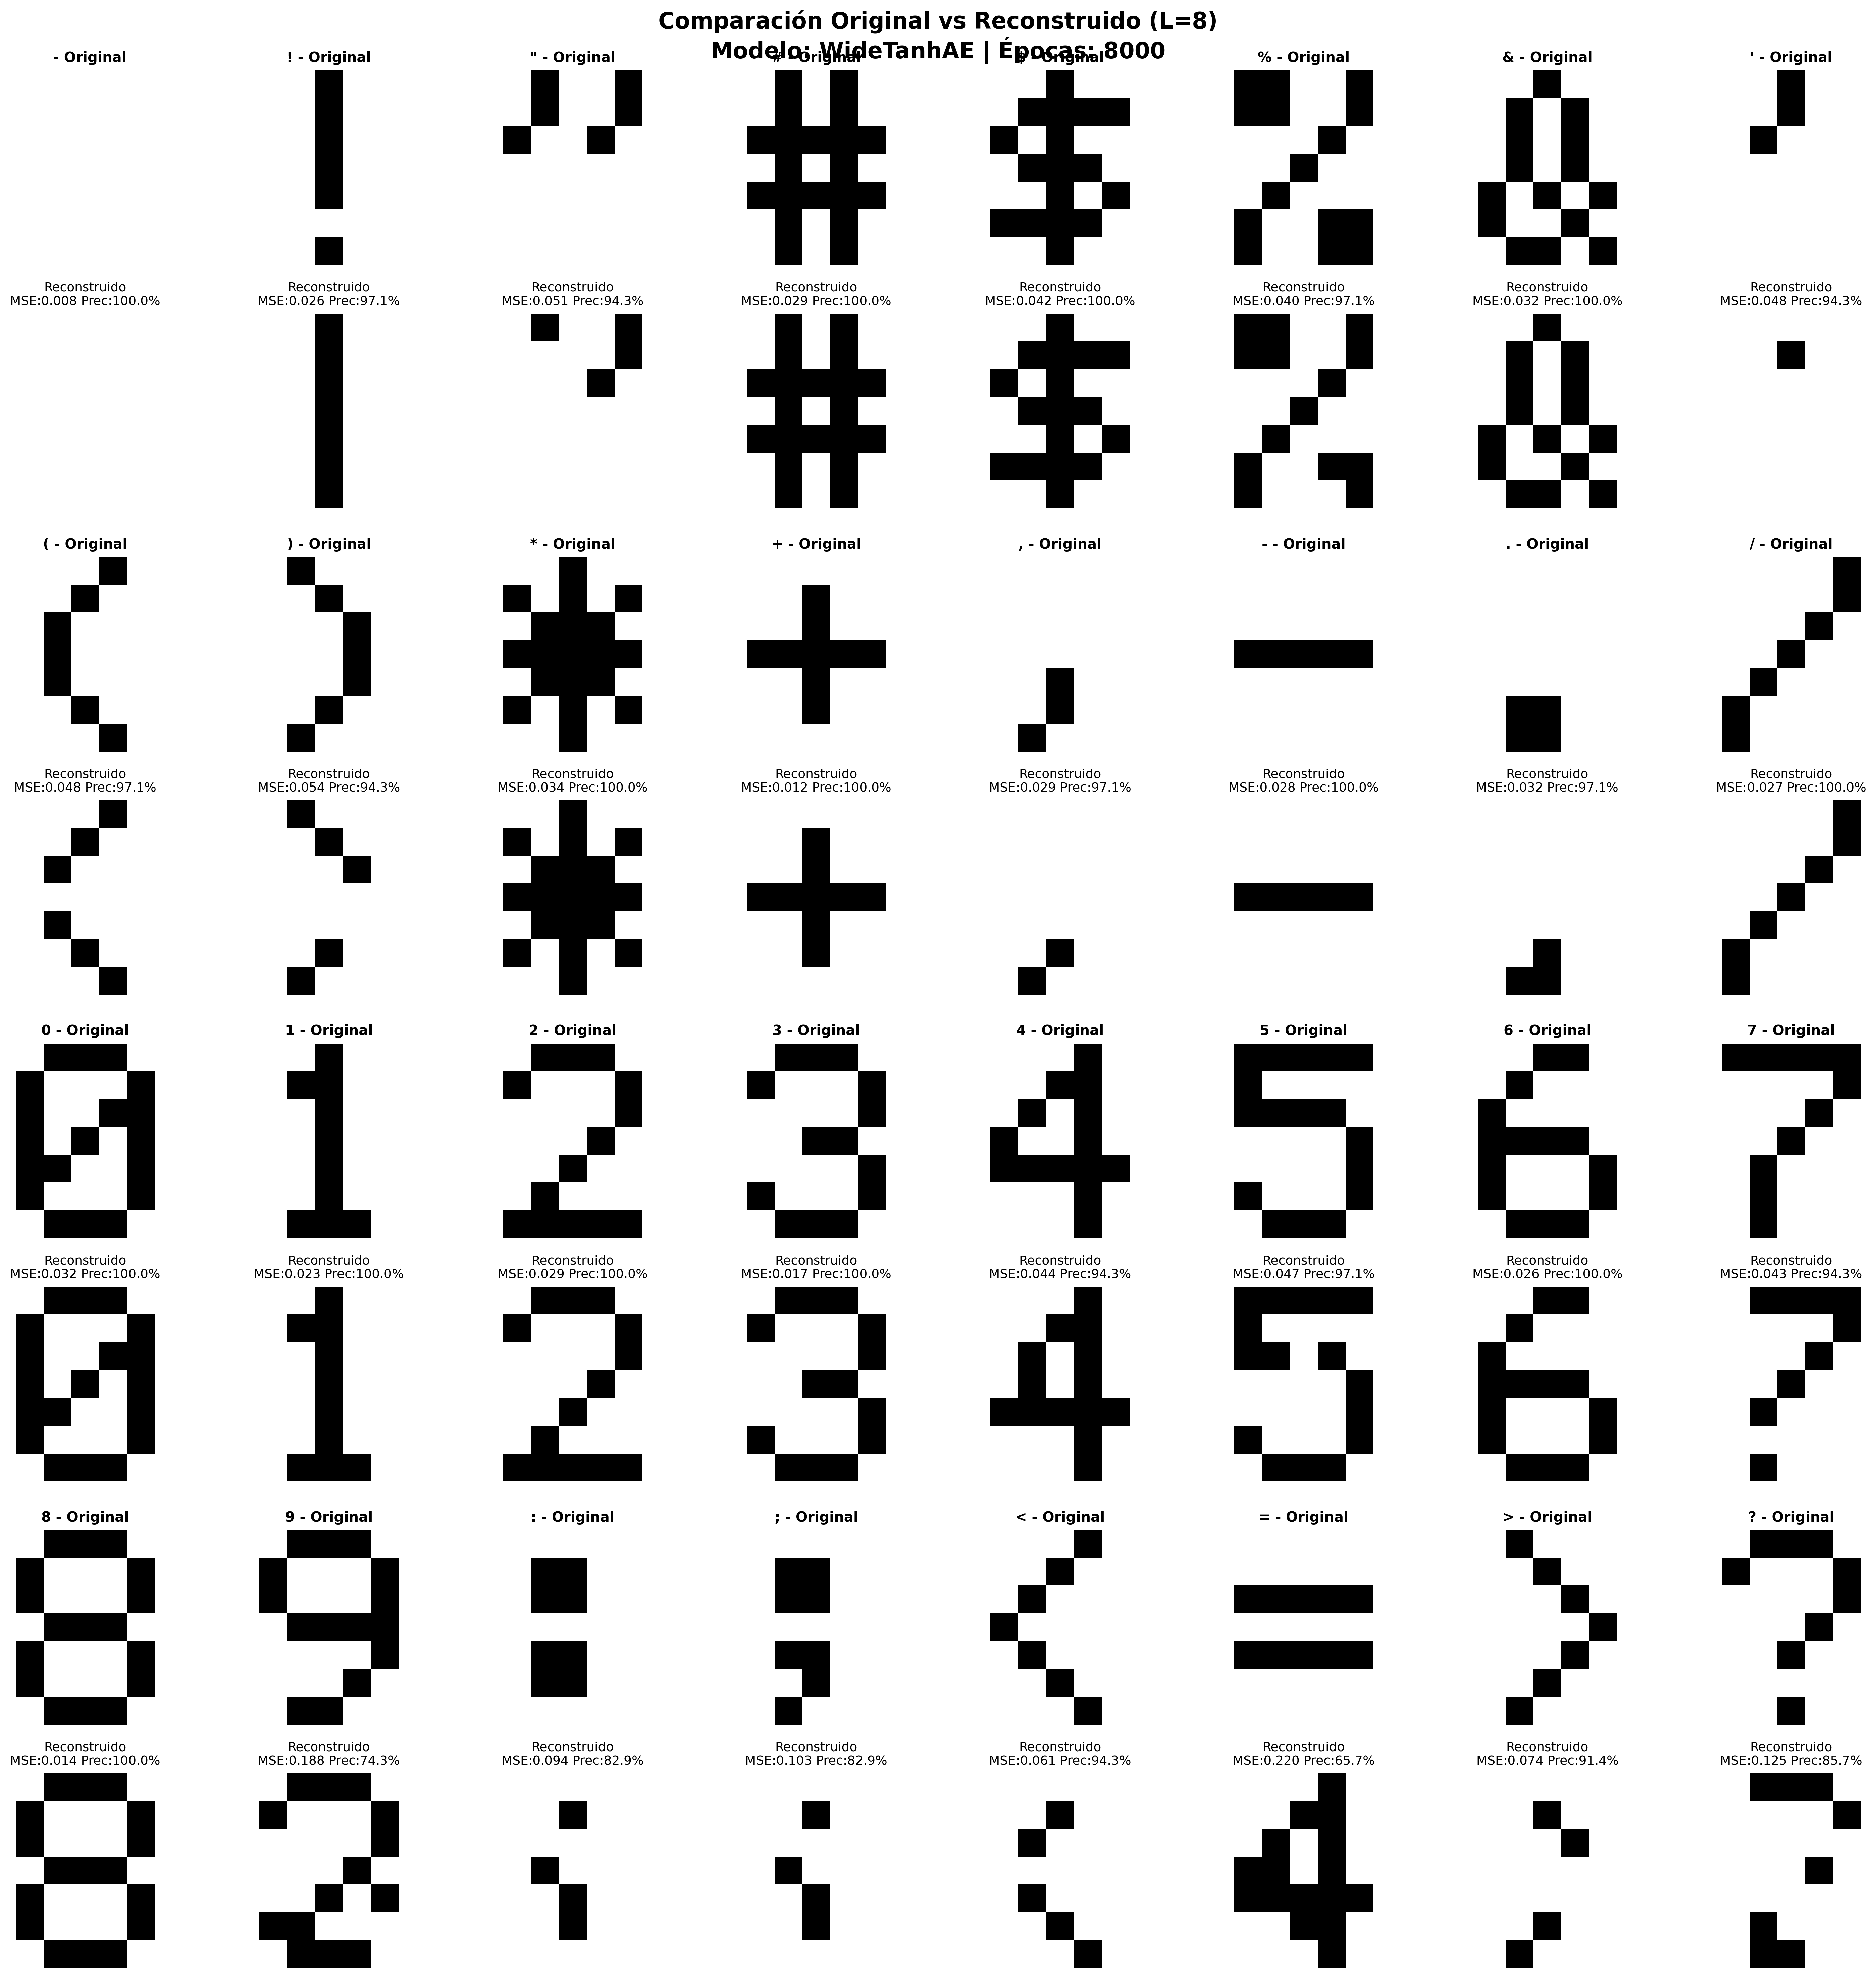 Comparación Original vs Reconstruido (L=8)
Modelo: WideTanhAE | Épocas: 8000
- Original ! - Original " - Original # - Original $ - Original % - Original & - Original ' - Original
Reconstruido Reconstruido Reconstruido Reconstruido Reconstruido Reconstruido Reconstruido Reconstruido
MSE:0.008 Prec:100.0% MSE:0.026 Prec:97.1% MSE:0.051 Prec:94.3% MSE:0.029 Prec:100.0% MSE:0.042 Prec:100.0% MSE:0.040 Prec:97.1% MSE:0.032 Prec:100.0% MSE:0.048 Prec:94.3%
( - Original ) - Original * - Original + - Original , - Original - - Original . - Original / - Original
Reconstruido Reconstruido Reconstruido Reconstruido Reconstruido Reconstruido Reconstruido Reconstruido
MSE:0.048 Prec:97.1% MSE:0.054 Prec:94.3% MSE:0.034 Prec:100.0% MSE:0.012 Prec:100.0% MSE:0.029 Prec:97.1% MSE:0.028 Prec:100.0% MSE:0.032 Prec:97.1% MSE:0.027 Prec:100.0%
0 - Original 1 - Original 2 - Original 3 - Original 4 - Original 5 - Original 6 - Original 7 - Original
Reconstruido Reconstruido Reconstruido Reconstruido Reconstruido Reconstruido Reconstruido Reconstruido
MSE:0.032 Prec:100.0% MSE:0.023 Prec:100.0% MSE:0.029 Prec:100.0% MSE:0.017 Prec:100.0% MSE:0.044 Prec:94.3% MSE:0.047 Prec:97.1% MSE:0.026 Prec:100.0% MSE:0.043 Prec:94.3%
8 - Original 9 - Original : - Original ; - Original < - Original = - Original > - Original ? - Original
Reconstruido Reconstruido Reconstruido Reconstruido Reconstruido Reconstruido Reconstruido Reconstruido
MSE:0.014 Prec:100.0% MSE:0.188 Prec:74.3% MSE:0.094 Prec:82.9% MSE:0.103 Prec:82.9% MSE:0.061 Prec:94.3% MSE:0.220 Prec:65.7% MSE:0.074 Prec:91.4% MSE:0.125 Prec:85.7%